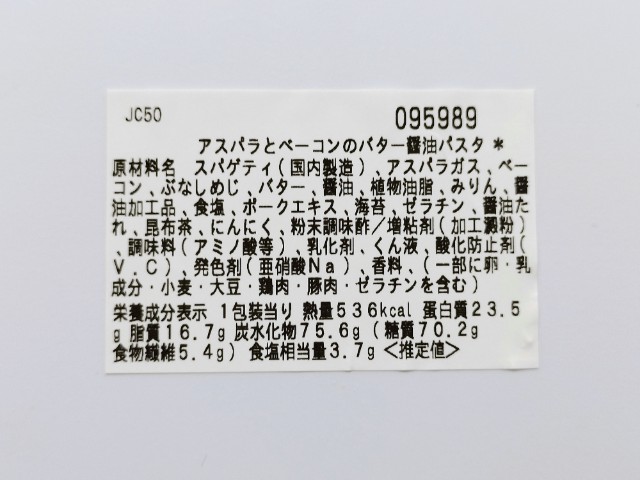 JC50
095989
アスパラとベーコンのバター醤油パスタ＊
原材料名 スパゲティ(国内製造)、アスパラガス、ベー
コン、ぶなしめじ、バター、醤油、植物油脂、みりん、醤
油加工品、食塩、ポークエキス、海苔、ゼラチン、醤油た
れ、昆布茶、にんにく、粉末調味酢／増粘剤(加工澱粉)
、調味料(アミノ酸等)、乳化剤、くん液、酸化防止剤(
V.C)、発色剤(亜硝酸Na)、香料、(一部に卵・乳
成分・小麦・大豆・鶏肉・豚肉・ゼラチンを含む)
栄養成分表示 1包装当り 熱量536kcal 蛋白質23.5
g 脂質16.7g 炭水化物75.6g(糖質70.2g
食物繊維5.4g) 食塩相当量3.7g <推定値>